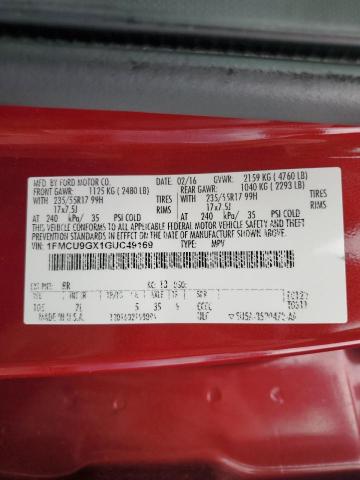 MFD. BY FORD MOTOR CO. 02/16 GVWR: 2159 KG (4760 LB)
FRONT GAWR: 1125 KG (2480 LB) REAR GAWR: 1040 KG (2293 LB)
WITH TIRES WITH TIRES
235/55R17 99H 235/55R17 99H
17x7.5J RIMS 17x7.5J RIMS
AT 240 kPa/ 35 PSI COLD AT 240 kPa/ 35 PSI COLD
THIS VEHICLE CONFORMS TO ALL APPLICABLE FEDERAL MOTOR VEHICLE SAFETY
AND THEFT PREVENTION STANDARDS IN EFFECT ON THE DATE OF MANUFACTURE
SHOWN ABOVE.
VIN: 1FMCU9GX1GUC49169 TYPE: MPV
EXT PNT: RR
MADE IN U.S.A.